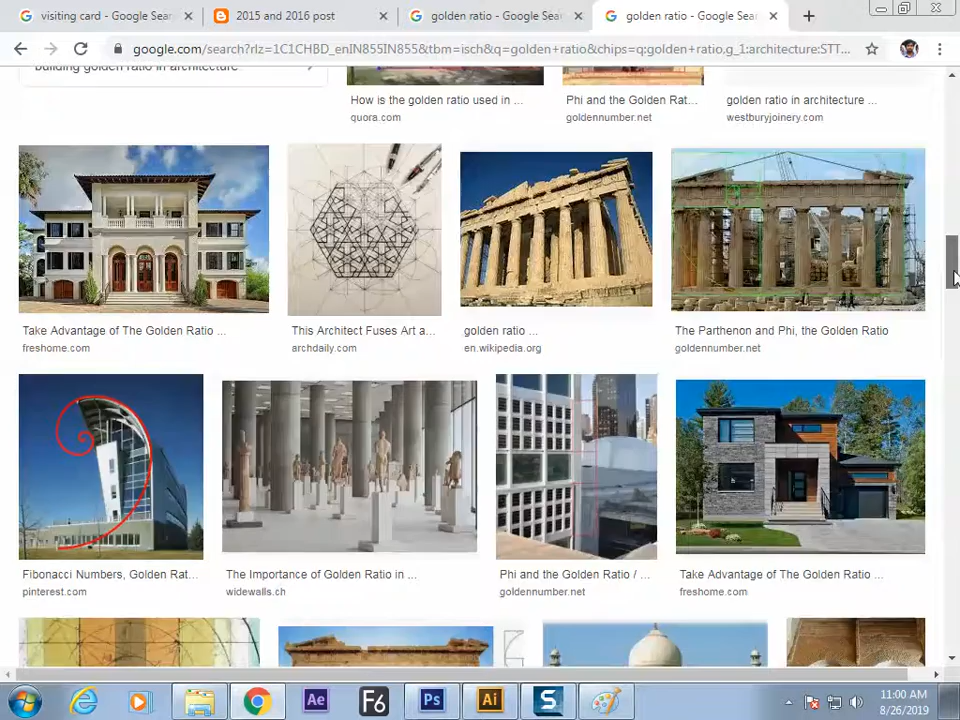 visiting card - Google Sear
2015 and 2016 post
golden ratio - Google Sear
golden ratio - Google Sear
google.com/search?rlz=1C1CHBD_enIN855IN855&tbm=isch&q=golden+ratio&chips=q:golden+ratio,g_1:architecture:STT...
building golden ratio in architecture
How is the golden ratio used in ...
Phi and the Golden Rat...
golden ratio in architecture ...
quora.com
goldennumber.net
westburyjoinery.com
Take Advantage of The Golden Ratio ...
This Architect Fuses Art a...
golden ratio ...
The Parthenon and Phi, the Golden Ratio
freshome.com
archdaily.com
en.wikipedia.org
goldennumber.net
Fibonacci Numbers, Golden Rat...
The Importance of Golden Ratio in ...
Phi and the Golden Ratio / ...
Take Advantage of The Golden Ratio ...
pinterest.com
widewalls.ch
goldennumber.net
freshome.com
Ae
F6
Ps
Ai
S
11:00 AM
8/26/2019